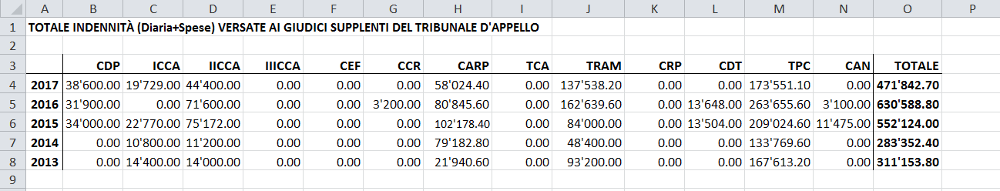 A B C D E F G H I J K L M N O P
1 TOTALE INDENNITÀ (Diaria+Spese) VERSATE AI GIUDICI SUPPLENTI DEL TRIBUNALE D'APPELLO
2
3 CDP ICCA IICCA IIICCA CEF CCR CARP TCA TRAM CRP CDT TPC CAN TOTALE
4 2017 38'600.00 19'729.00 44'400.00 0.00 0.00 0.00 58'024.40 0.00 137'538.20 0.00 0.00 173'551.10 0.00 471'842.70
5 2016 31'900.00 0.00 71'600.00 0.00 0.00 3'200.00 80'845.60 0.00 162'639.60 0.00 13'648.00 263'655.60 3'100.00 630'588.80
6 2015 34'000.00 22'770.00 75'172.00 0.00 0.00 0.00 102'178.40 0.00 84'000.00 0.00 13'504.00 209'024.60 11'475.00 552'124.00
7 2014 0.00 10'800.00 11'200.00 0.00 0.00 0.00 79'182.80 0.00 48'400.00 0.00 0.00 133'769.60 0.00 283'352.40
8 2013 0.00 14'400.00 14'000.00 0.00 0.00 0.00 21'940.60 0.00 93'200.00 0.00 0.00 167'613.20 0.00 311'153.80
9